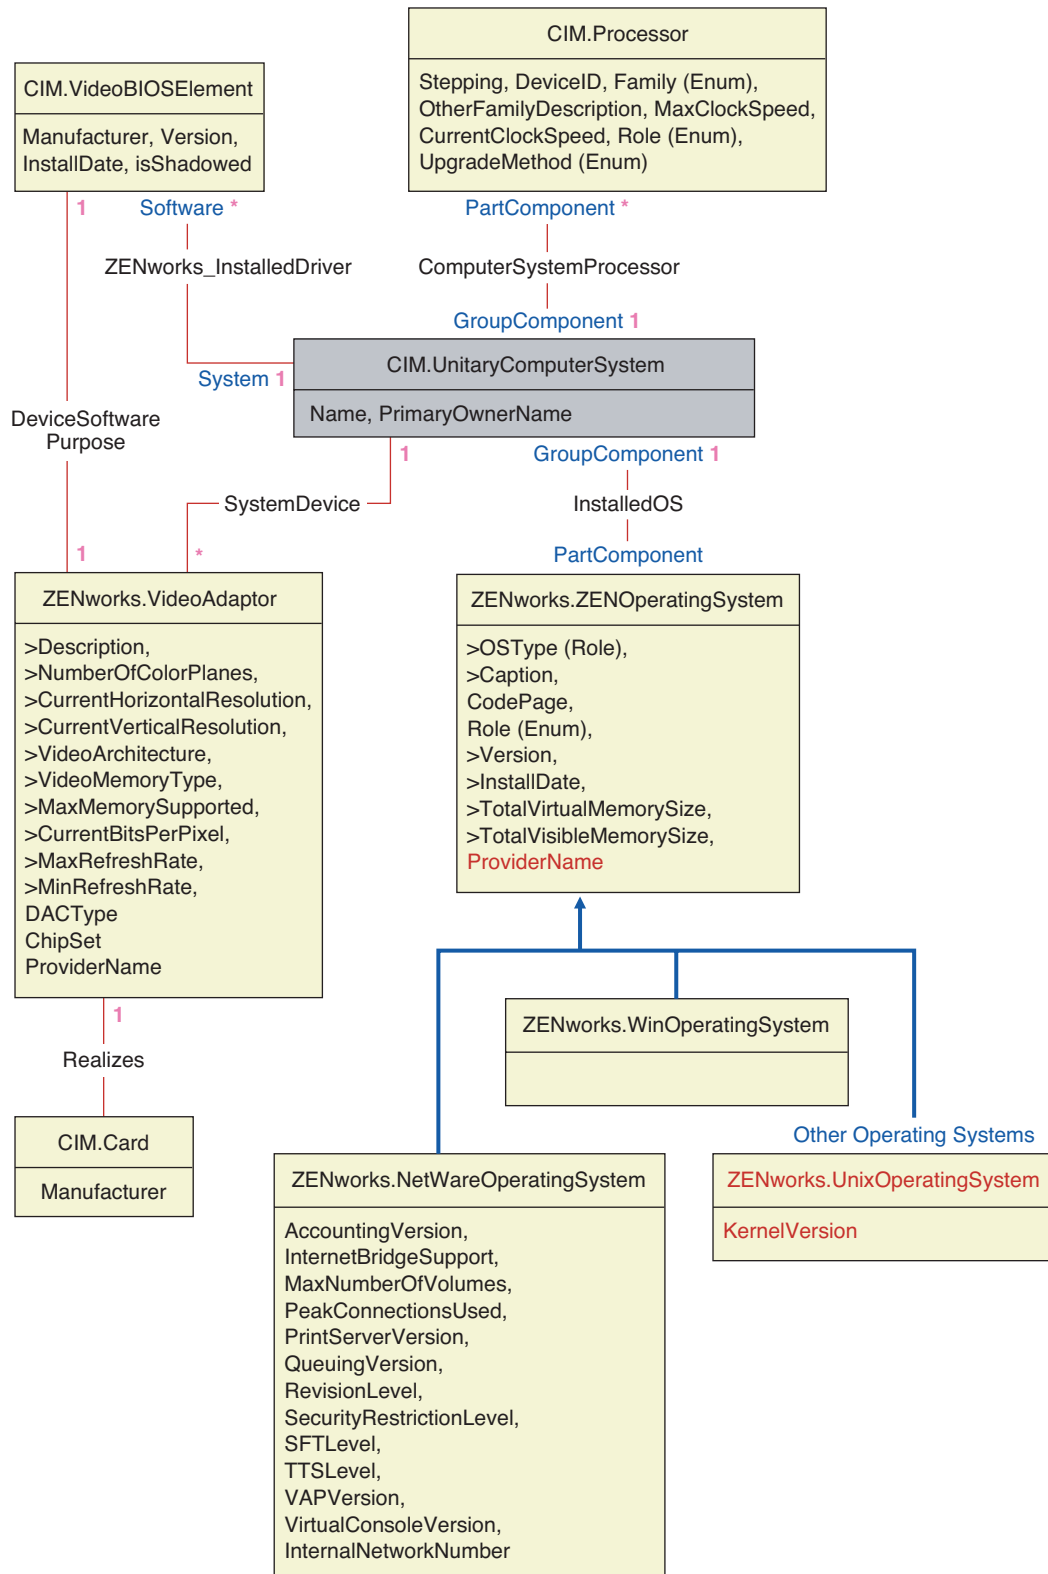 CIM.Processor
Stepping, DeviceID, Family (Enum),
OtherFamilyDescription, MaxClockSpeed,
CurrentClockSpeed, Role (Enum),
UpgradeMethod (Enum)
CIM.VideoBIOSElement
Manufacturer, Version,
InstallDate, isShadowed
1
Software *
PartComponent *
ZENworks_InstalledDriver
ComputerSystemProcessor
GroupComponent 1
System 1
CIM.UnitaryComputerSystem
Name, PrimaryOwnerName
DeviceSoftware
Purpose
1
GroupComponent 1
SystemDevice
InstalledOS
1
*
PartComponent
ZENworks.VideoAdaptor
>Description,
>NumberOfColorPlanes,
>CurrentHorizontalResolution,
>CurrentVerticalResolution,
>VideoArchitecture,
>VideoMemoryType,
>MaxMemorySupported,
>CurrentBitsPerPixel,
>MaxRefreshRate,
>MinRefreshRate,
DACType
ChipSet
ProviderName
ZENworks.ZENOperatingSystem
>OSType (Role),
>Caption,
CodePage,
Role (Enum),
>Version,
>InstallDate,
>TotalVirtualMemorySize,
>TotalVisibleMemorySize,
ProviderName
1
Realizes
CIM.Card
Manufacturer
ZENworks.WinOperatingSystem
Other Operating Systems
ZENworks.NetWareOperatingSystem
AccountingVersion,
InternetBridgeSupport,
MaxNumberOfVolumes,
PeakConnectionsUsed,
PrintServerVersion,
QueuingVersion,
RevisionLevel,
SecurityRestrictionLevel,
SFTLevel,
TTSLevel,
VAPVersion,
VirtualConsoleVersion,
InternalNetworkNumber
ZENworks.UnixOperatingSystem
KernelVersion